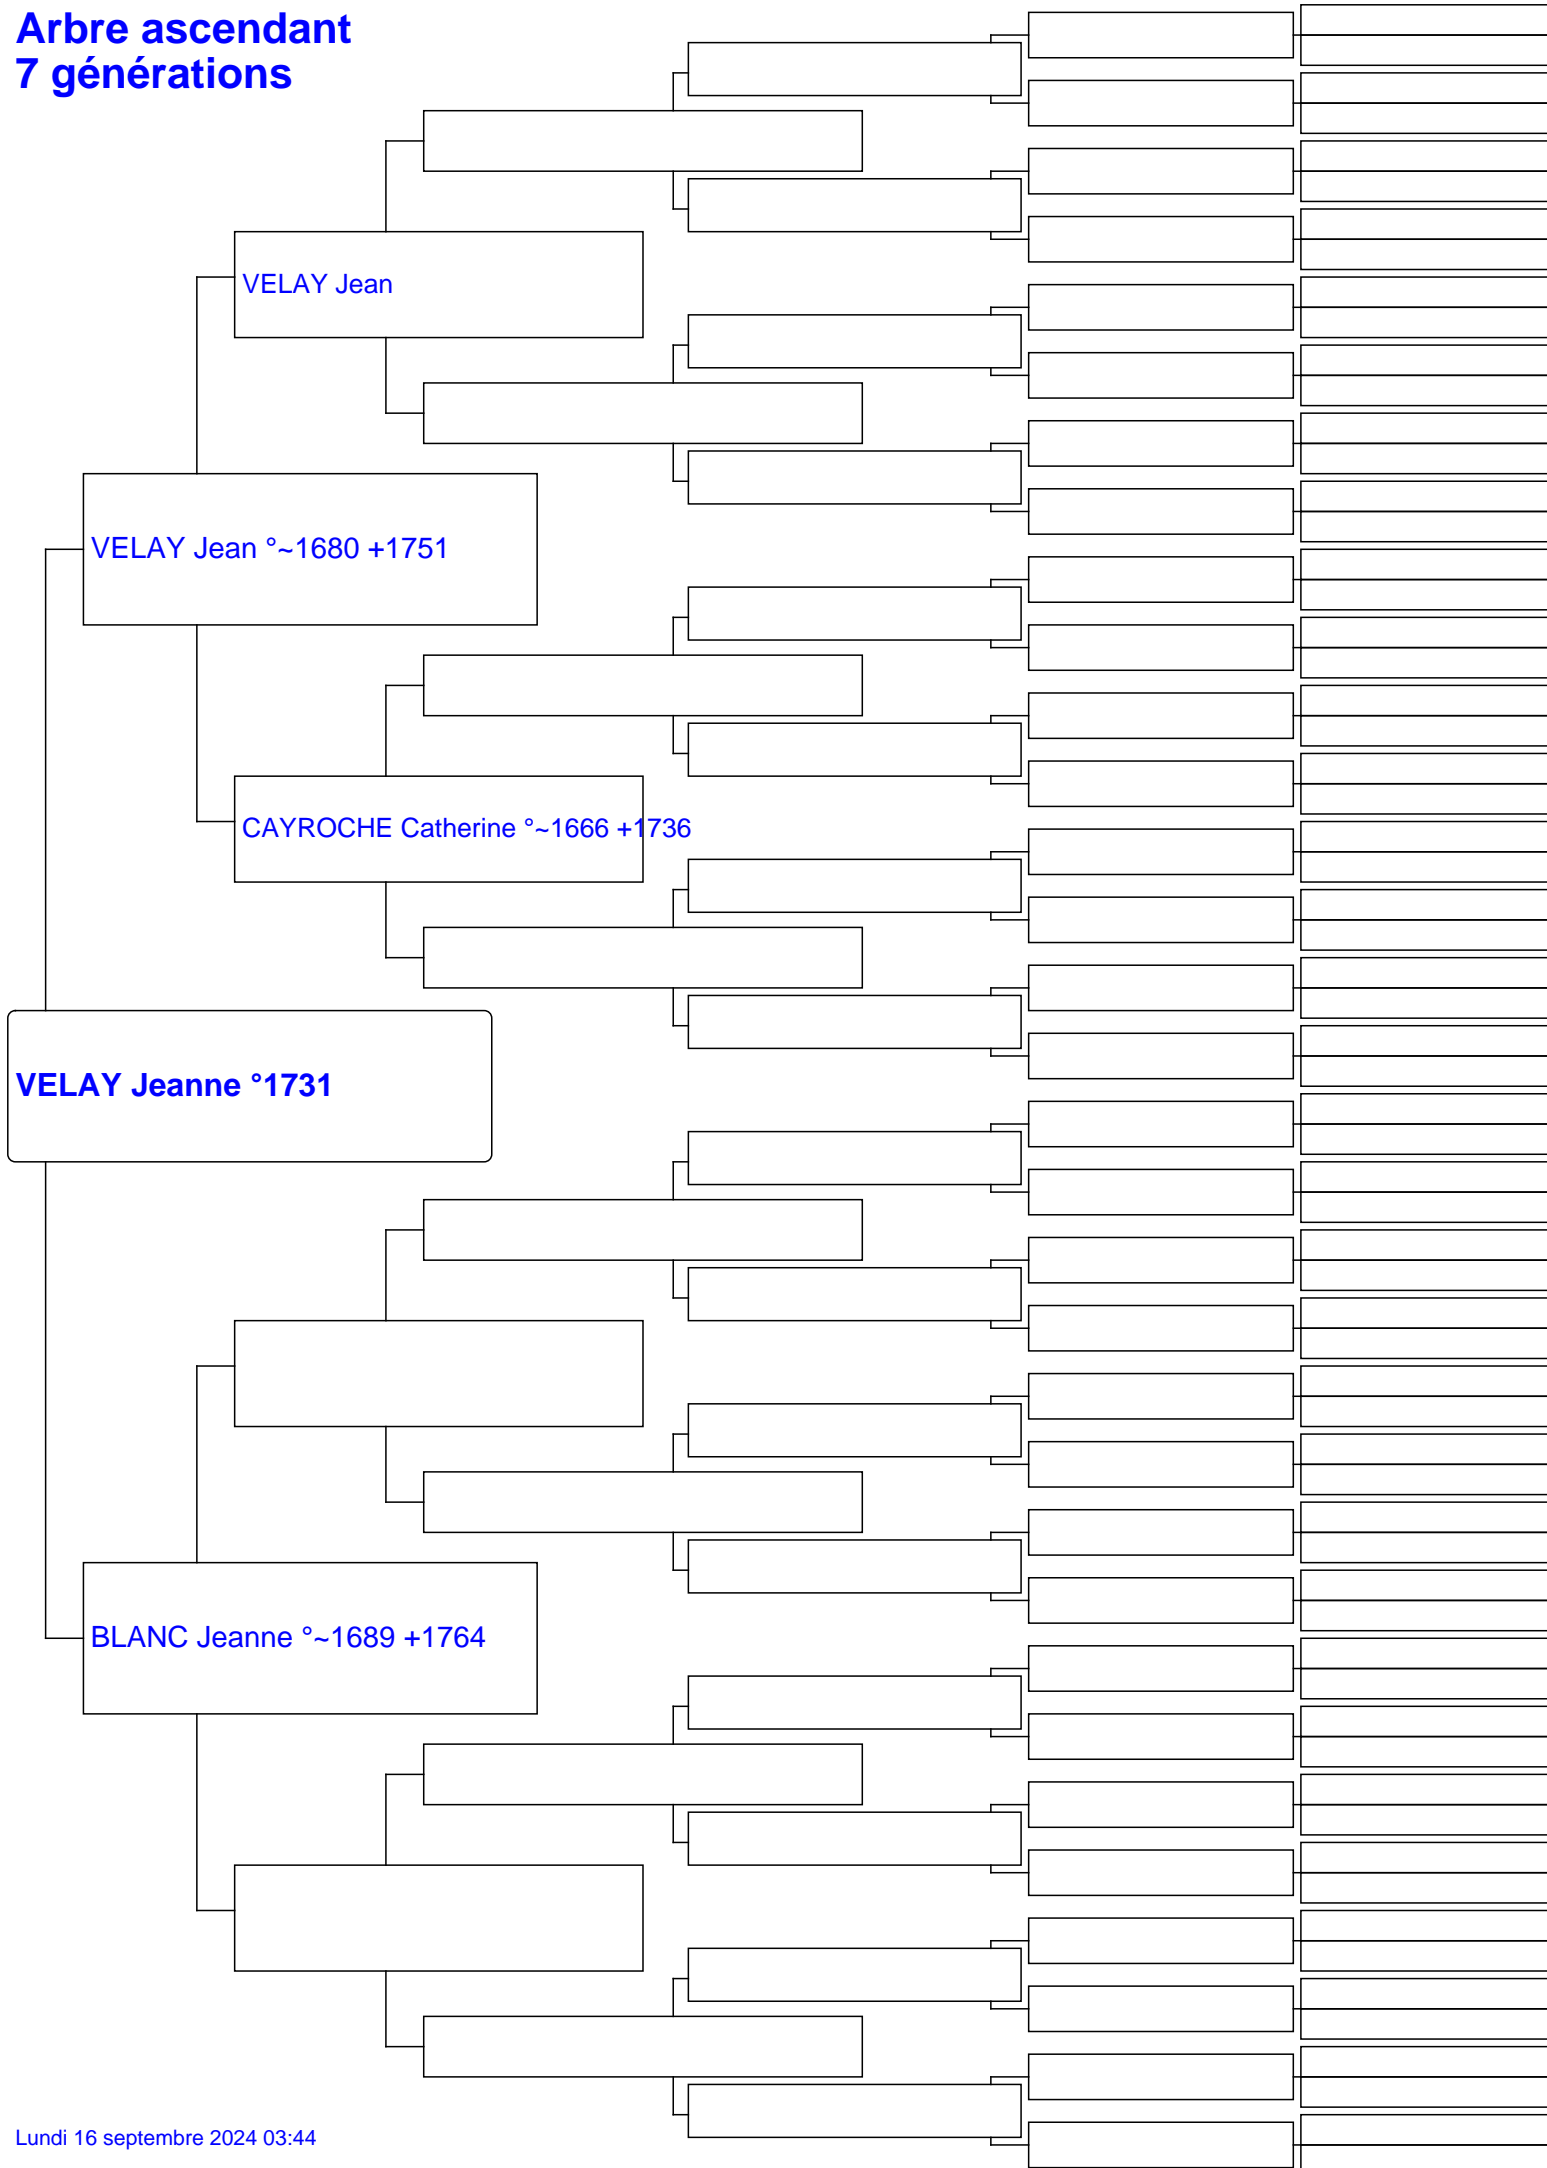 Arbre ascendant
7 générations
VELAY Jean
VELAY Jean °~1680 +1751
CAYROCHE Catherine °~1666 +1736
VELAY Jeanne °1731
BLANC Jeanne °~1689 +1764
Lundi 16 septembre 2024 03:44